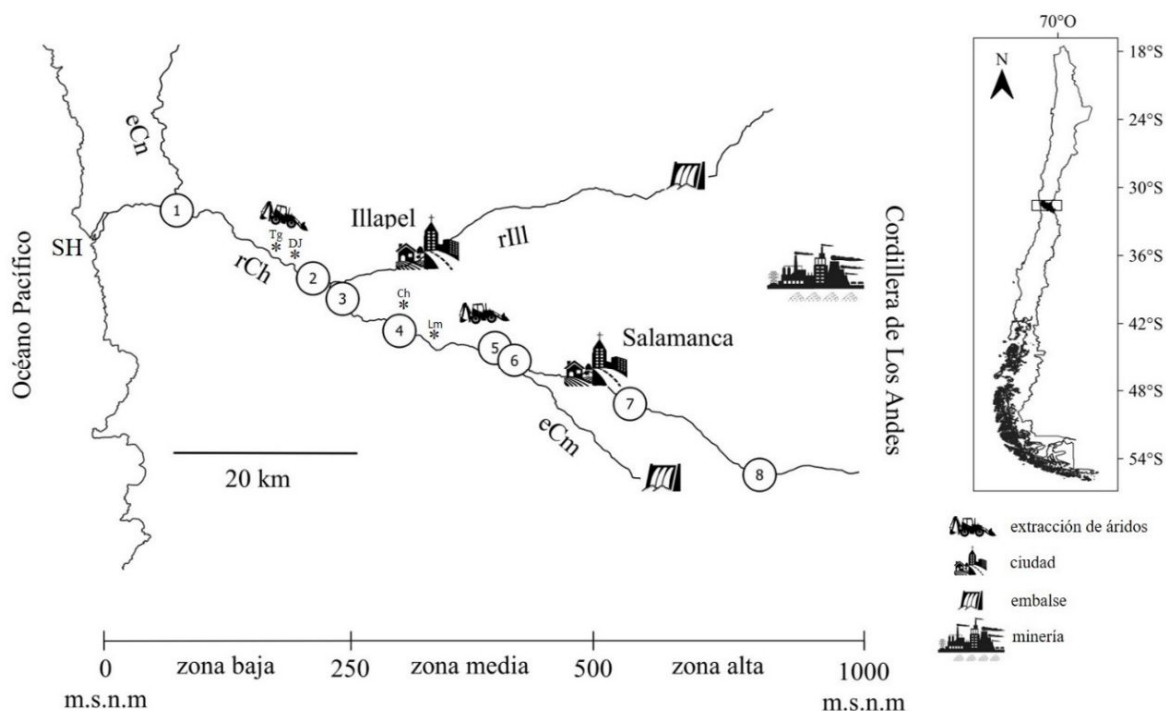 70°O
18°S
24°S
30°S
36°S
42°S
48°S
54°S
N
eCn
1
SH
Tg
DJ
rCh
2
3
Illapel
rIll
Ch
4
Lm
5
6
Salamanca
7
eCm
8
Océano Pacífico
Cordillera de Los Andes
20 km
extracción de áridos
ciudad
embalse
minería
0 zona baja 250 zona media 500 zona alta 1000
m.s.n.m m.s.n.m